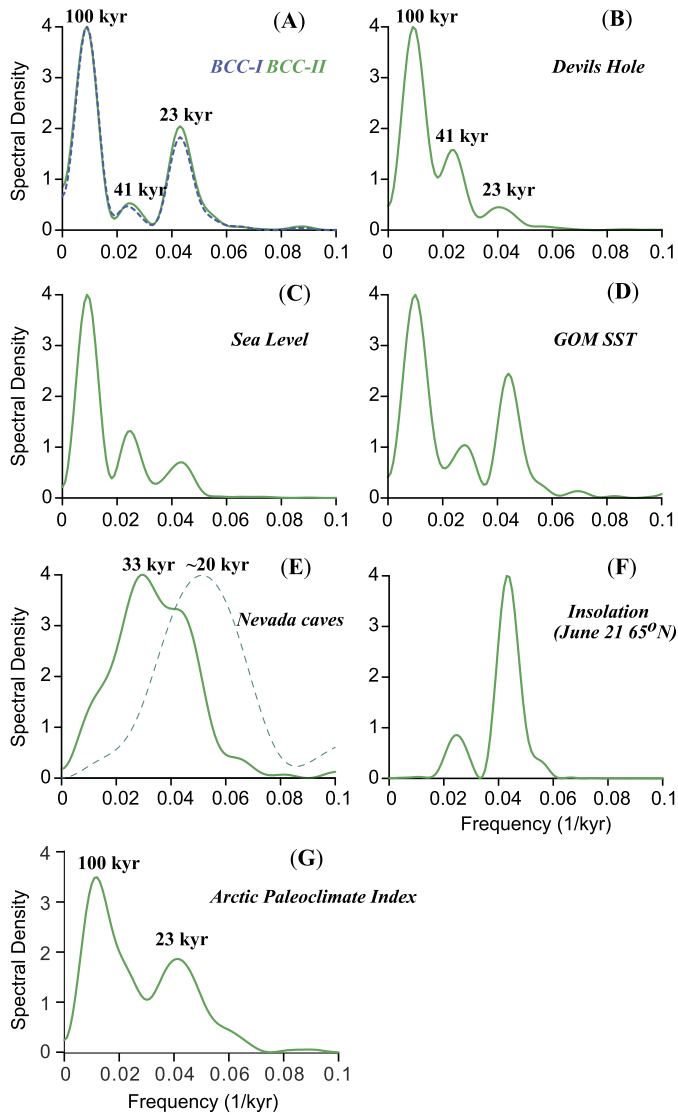 (A)
100 kyr
4
BCC-I BCC-II
3
23 kyr
2
41 kyr
1
0
Spectral Density
0 0.02 0.04 0.06 0.08 0.1
(B)
100 kyr
4
Devils Hole
3
41 kyr
2
23 kyr
1
0
0 0.02 0.04 0.06 0.08 0.1
(C)
4
Sea Level
3
2
1
0
Spectral Density
0 0.02 0.04 0.06 0.08 0.1
(D)
4
GOM SST
3
2
1
0
0 0.02 0.04 0.06 0.08 0.1
(E)
33 kyr ~20 kyr
4
Nevada caves
3
2
1
0
Spectral Density
0 0.02 0.04 0.06 0.08 0.1
(F)
4
Insolation
(June 21 65oN)
3
2
1
0
0 0.02 0.04 0.06 0.08 0.1
Frequency (1/kyr)
(G)
100 kyr
4
Arctic Paleoclimate Index
3
23 kyr
2
1
0
Spectral Density
0 0.02 0.04 0.06 0.08 0.1
Frequency (1/kyr)